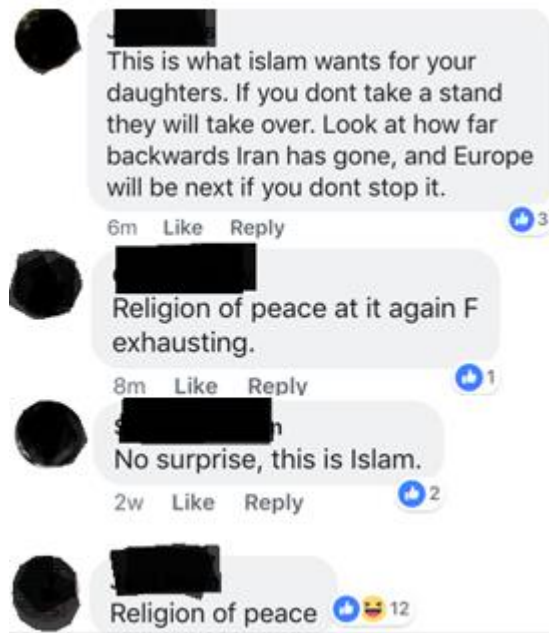 This is what islam wants for your
daughters. If you dont take a stand
they will take over. Look at how far
backwards Iran has gone, and Europe
will be next if you dont stop it.
6m Like Reply 3
Religion of peace at it again F
exhausting.
8m Like Reply 1
No surprise, this is Islam.
2w Like Reply 2
Religion of peace 12